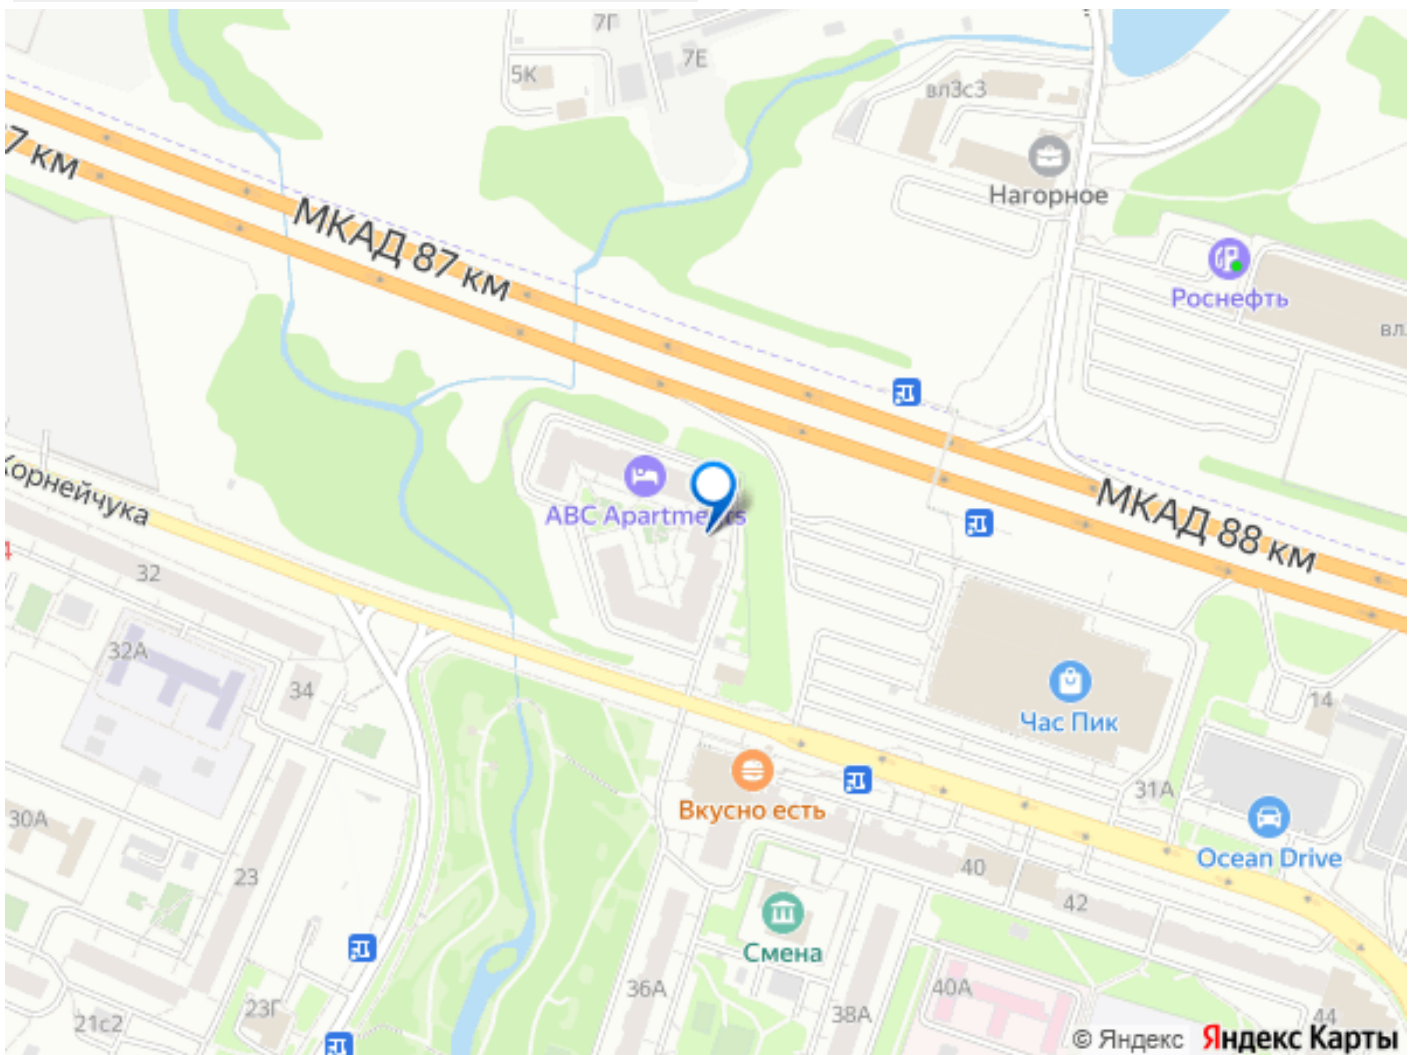 7Г
7Е
5К
вл3с3
7 км
Нагорное
МКАД 87 км
Роснефть
вл.
ABC Apartments
Корнейчука
МКАД 88 км
4
32
32А
34
14
Час Пик
31А
Вкусно есть
30А
Ocean Drive
23
40
42
Смена
36А
40А
23Г
38А
21с2
44
© Яндекс Яндекс Карты